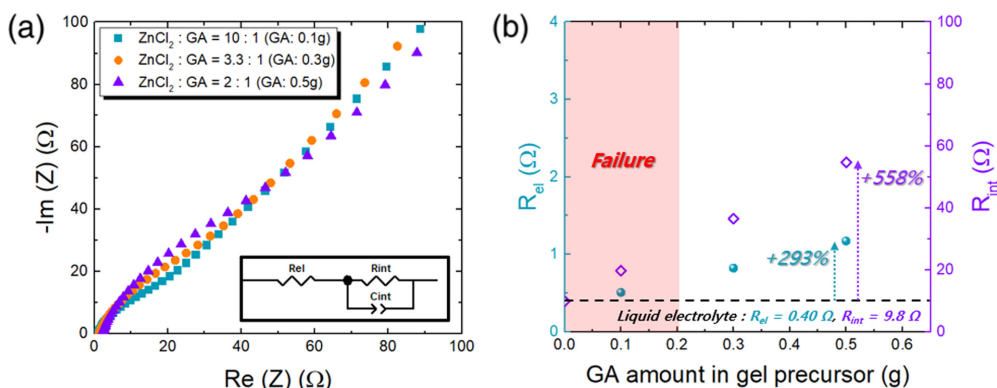 (a)
ZnCl2 : GA = 10 : 1 (GA: 0.1g)
ZnCl2 : GA = 3.3 : 1 (GA: 0.3g)
ZnCl2 : GA = 2 : 1 (GA: 0.5g)
-Im (Z) (Ω)
100
80
60
40
20
0
0 20 40 60 80 100
Re (Z) (Ω)
Rel
Rint
Cint
(b)
Rel (Ω)
4
3
2
1
0
Failure
+558%
+293%
Liquid electrolyte : Rel = 0.40 Ω, Rint = 9.8 Ω
0.0 0.1 0.2 0.3 0.4 0.5 0.6
GA amount in gel precursor (g)
100
80
60
40
20
0
Rint (Ω)